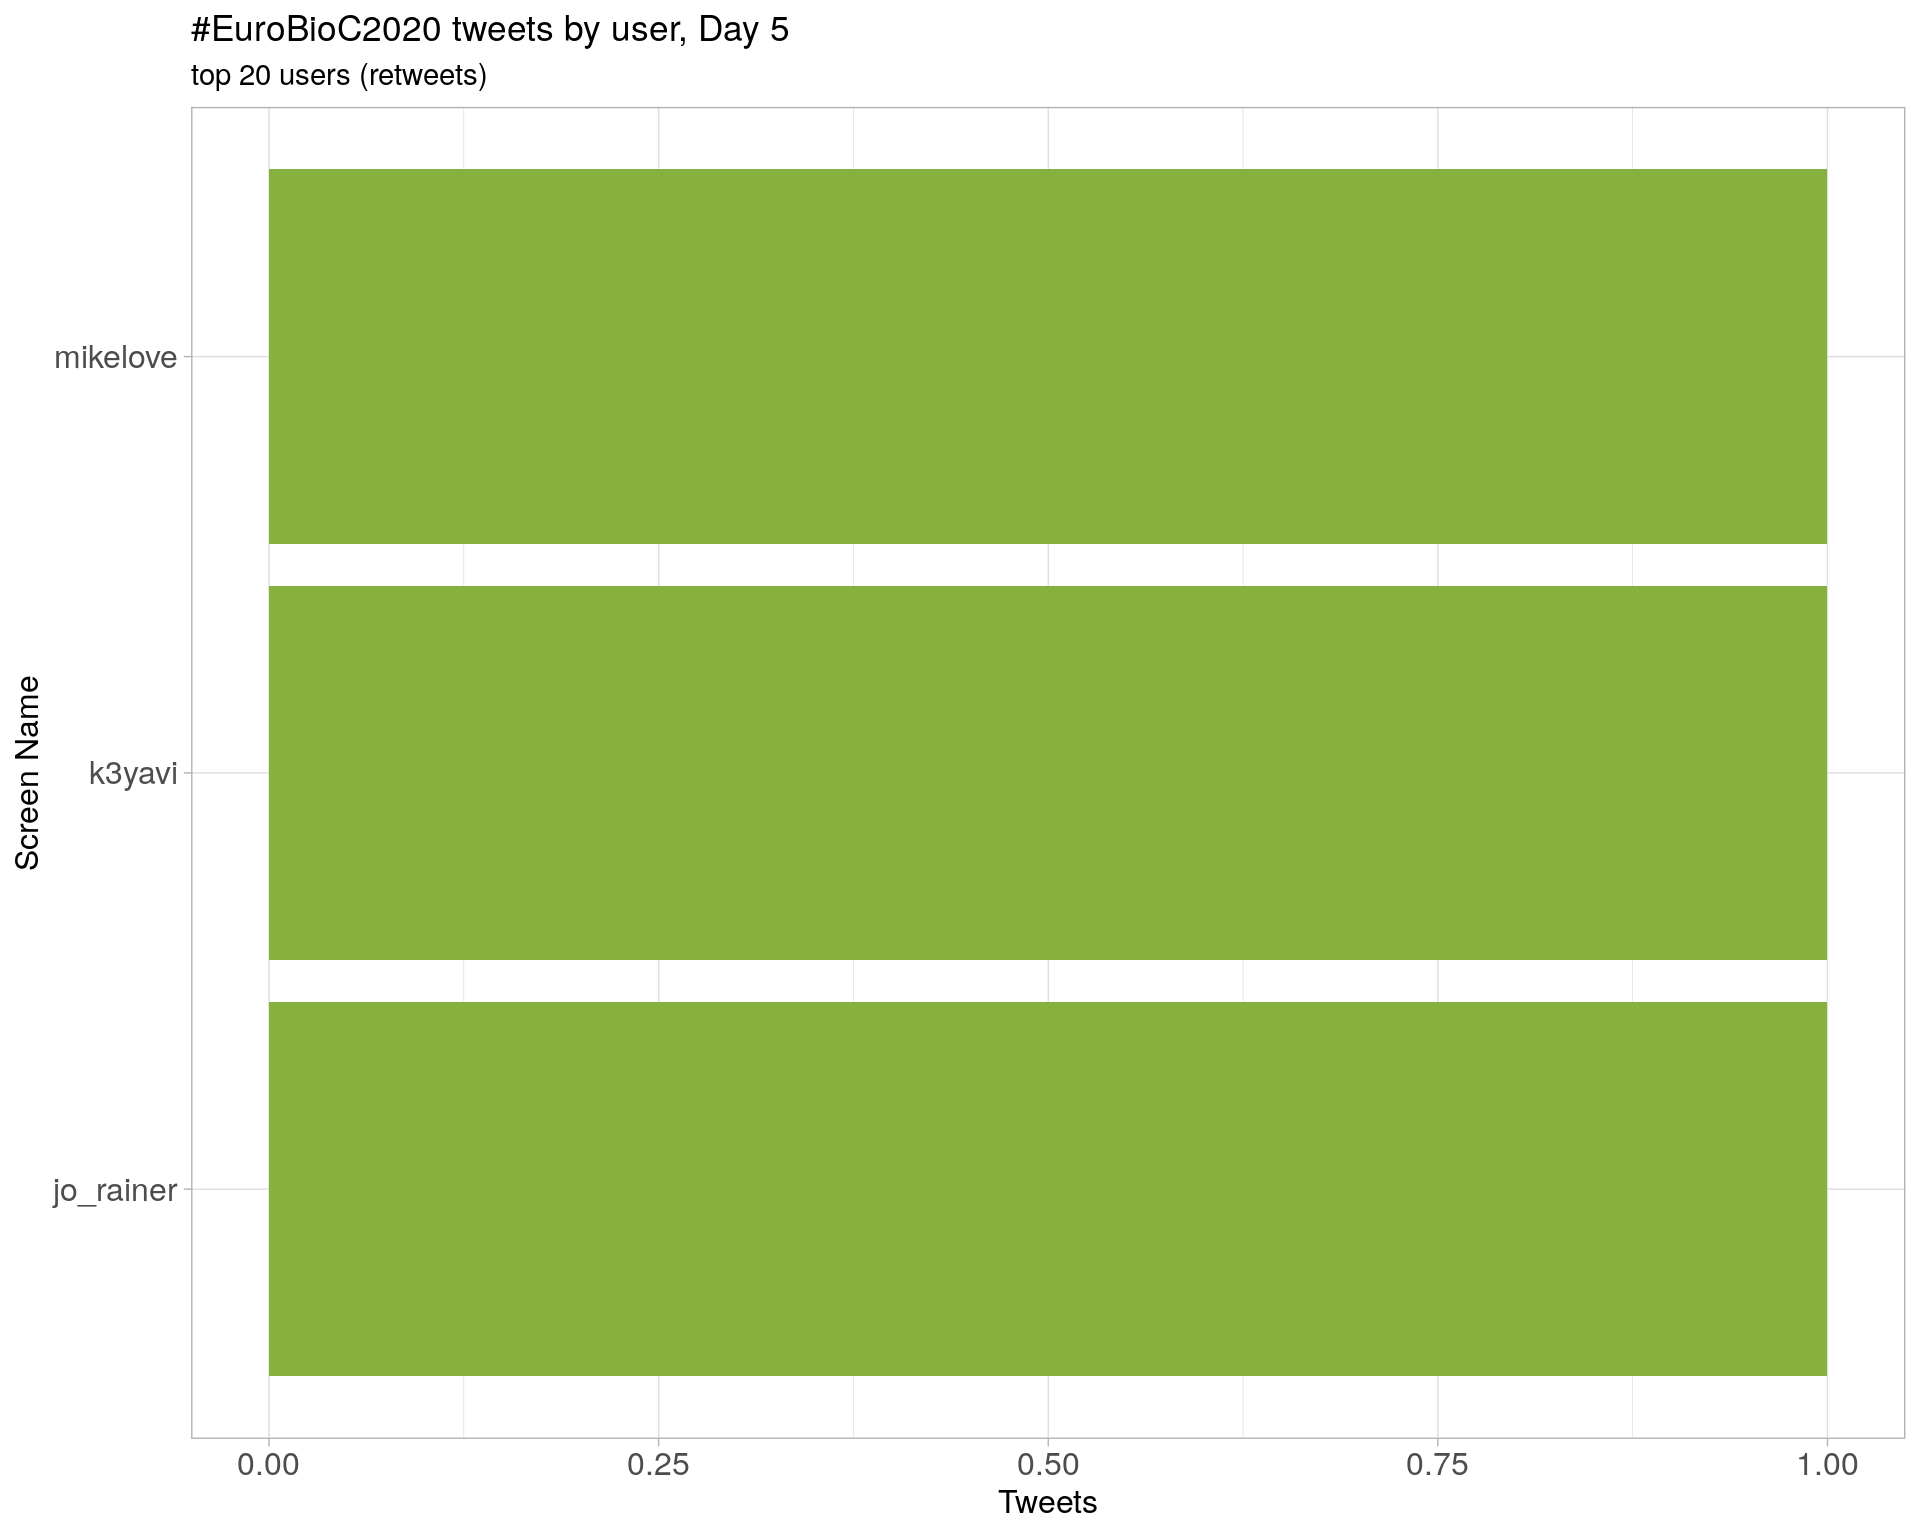 #EuroBioC2020 tweets by user, Day 5
top 20 users (retweets)
mikelove
k3yavi
jo_rainer
Screen Name
0.00 0.25 0.50 0.75 1.00
Tweets